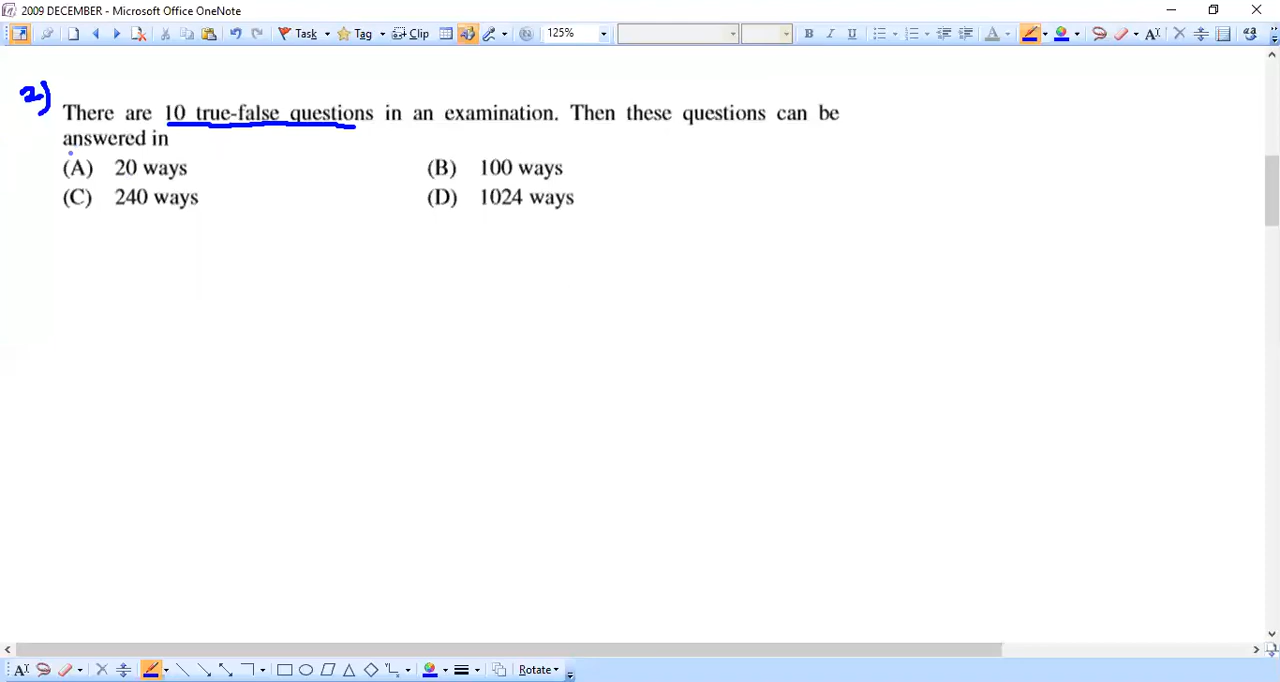 2009 DECEMBER - Microsoft Office OneNote
Task Tag Clip 125% B I U A
2)
There are 10 true-false questions in an examination. Then these questions can be
answered in
(A) 20 ways (B) 100 ways
(C) 240 ways (D) 1024 ways
Rotate